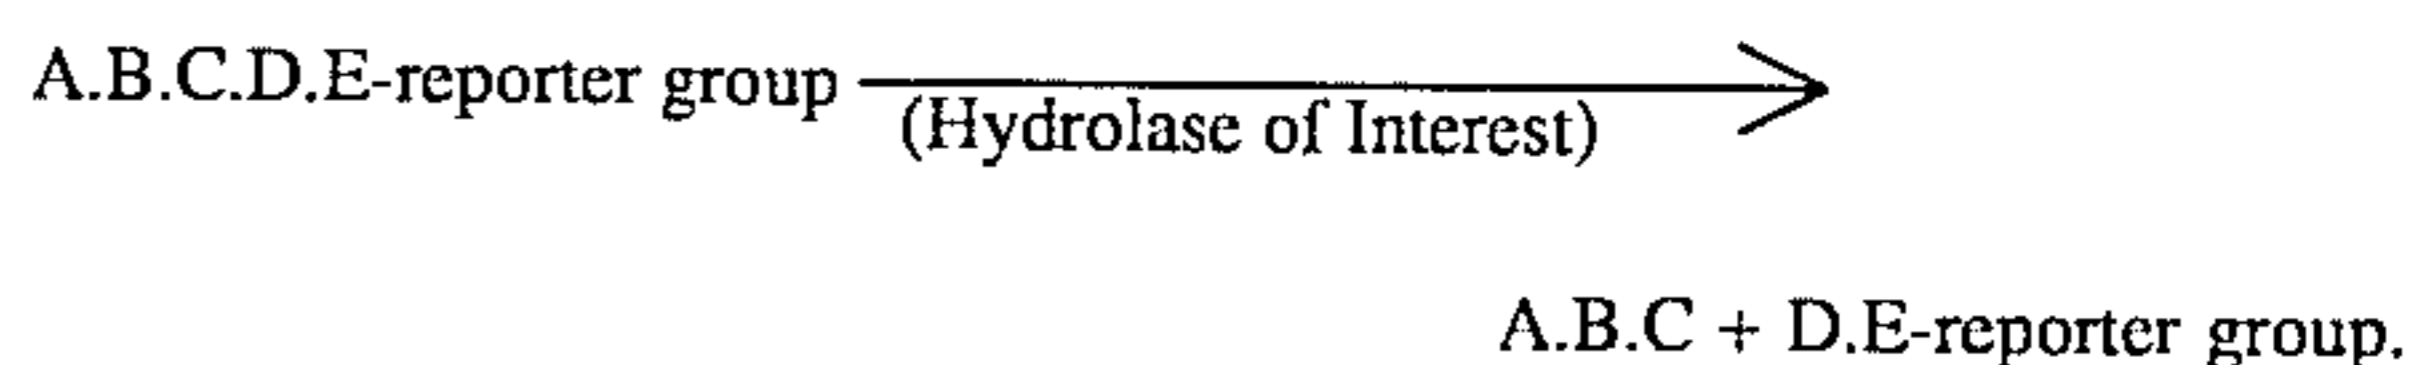 A.B.C.D.E-reporter group
(Hydrolase of Interest)
A.B.C + D.E-reporter group.